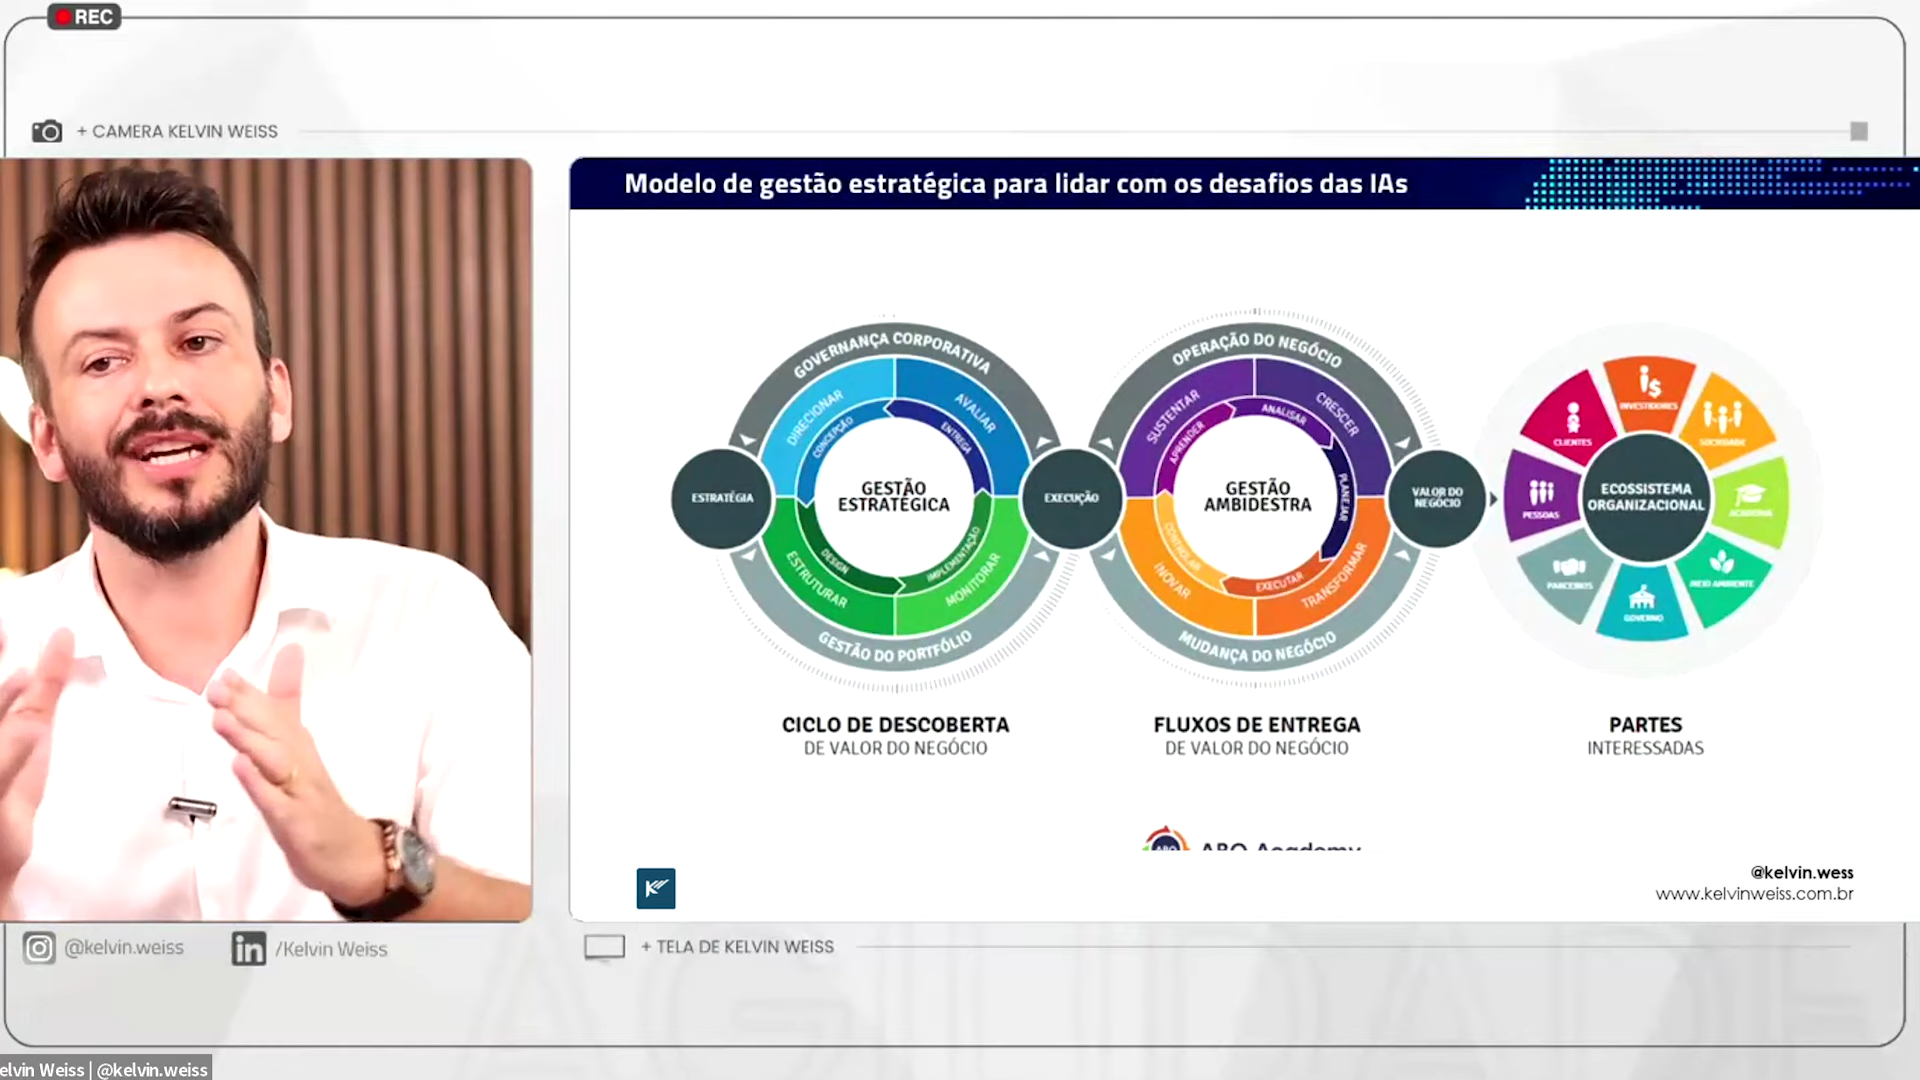 REC
+ CAMERA KELVIN WEISS
Modelo de gestão estratégica para lidar com os desafios das IAs
GOVERNANÇA CORPORATIVA
DIRECIONAR
AVALIAR
CONCEPÇÃO
ENTREGA
ESTRATÉGIA
GESTÃO
ESTRATÉGICA
DESIGN
IMPLEMENTAÇÃO
ESTRUTURAR
MONITORAR
GESTÃO DO PORTFÓLIO
EXECUÇÃO
OPERAÇÃO DO NEGÓCIO
SUSTENTAR
CRESCER
APRENDER
ANALISAR
PLANEJAR
GESTÃO
AMBIDESTRA
CONTROLAR
EXECUTAR
INOVAR
TRANSFORMAR
MUDANÇA DO NEGÓCIO
VALOR DO
NEGÓCIO
INVESTIDORES
CLIENTES
SOCIEDADE
PESSOAS
ECOSSISTEMA
ORGANIZACIONAL
ACADEMIA
PARCEIROS
MEIO AMBIENTE
GOVERNO
CICLO DE DESCOBERTA
DE VALOR DO NEGÓCIO
FLUXOS DE ENTREGA
DE VALOR DO NEGÓCIO
PARTES
INTERESSADAS
ABO Academy
@kelvin.wess
www.kelvinweiss.com.br
@kelvin.weiss
/Kelvin Weiss
+ TELA DE KELVIN WEISS
elvin Weiss | @kelvin.weiss